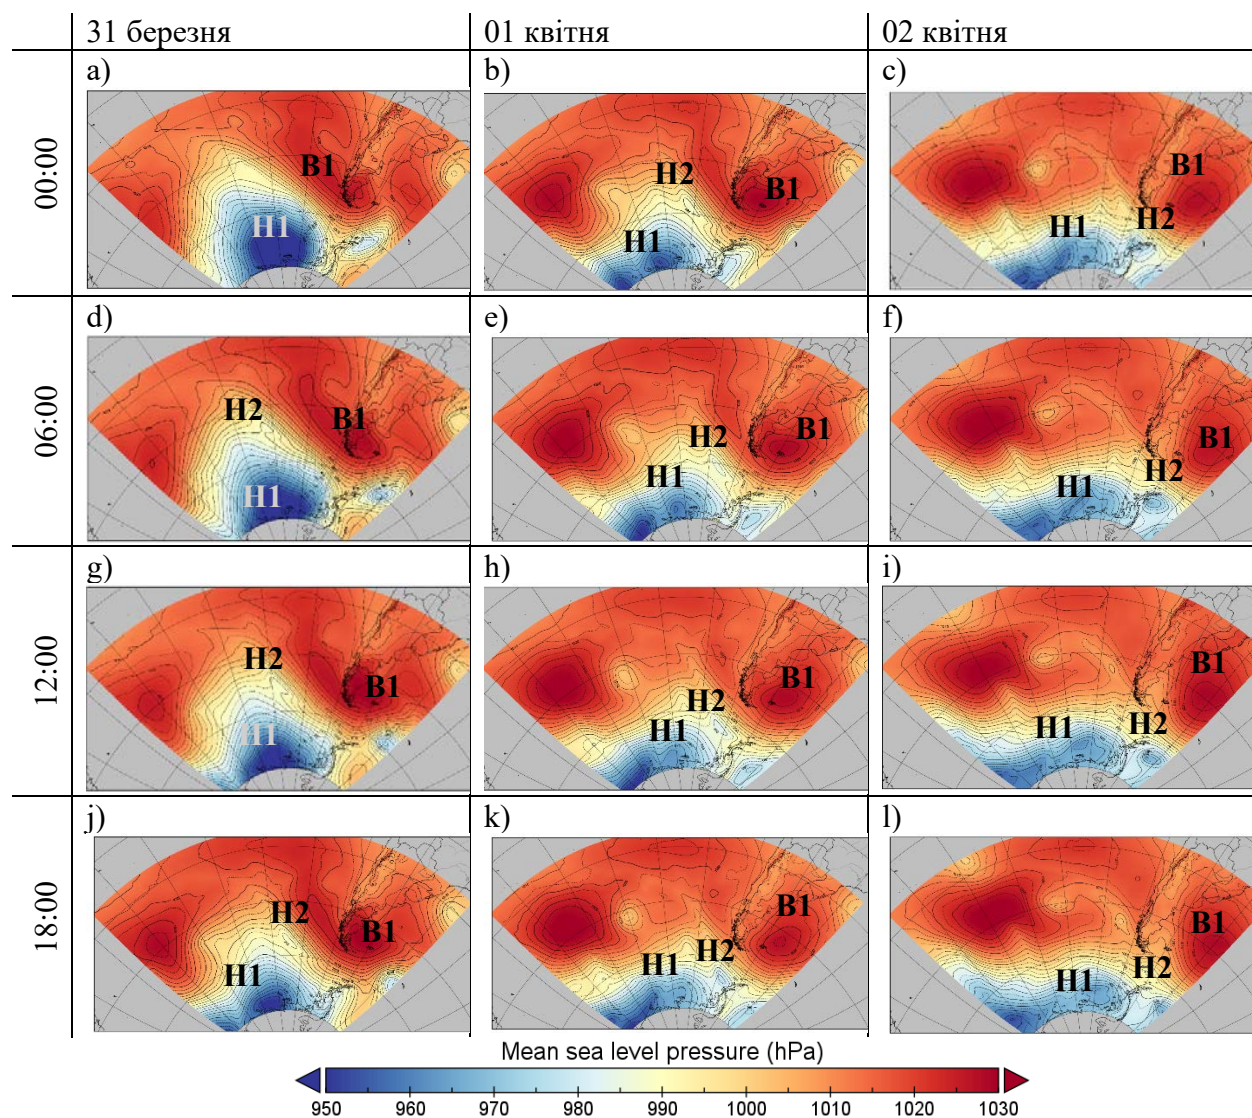 31 березня 01 квітня 02 квітня
00:00
a) b) c)
B1 H1
H2 B1 H1
B1 H1 H2
06:00
d) e) f)
H2 B1 H1
H2 B1 H1
B1 H2 H1
12:00
g) h) i)
H2 B1 H1
B1 H2 H1
B1 H1 H2
18:00
j) k) l)
H2 B1 H1
B1 H2 H1
B1 H2 H1
Mean sea level pressure (hPa)
950 960 970 980 990 1000 1010 1020 1030